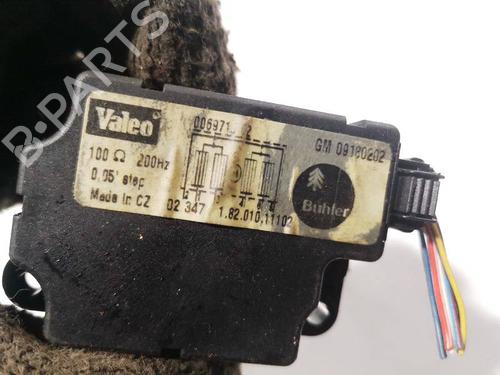 Valeo
006971 2
GM 09180202
100 Ω 200Hz
0,05° step
Made in CZ
02 347 1.82.010,11102
Bühler
B-PARTS